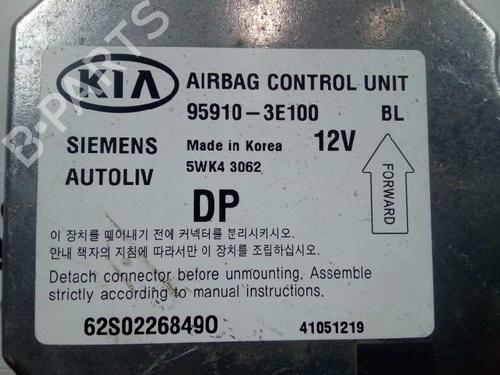 B-PARTS
KIA
AIRBAG CONTROL UNIT
95910-3E100 BL
SIEMENS
AUTOLIV
Made in Korea
5WK4 3062
12V
FORWARD
DP
이 장치를 떼어내기 전에 커넥터를 분리시키시오.
안내 책자의 지침에 따라서만 이 장치를 조립하십시오.
Detach connector before unmounting. Assemble
strictly according to manual instructions.
62S02268490 41051219